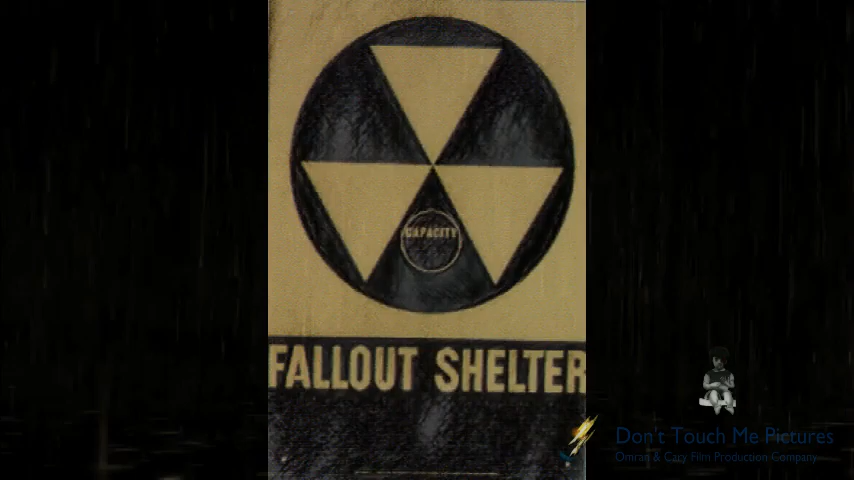 CAPACITY
FALLOUT SHELTER
Don't Touch Me Pictures
Omran & Cary Film Production Company